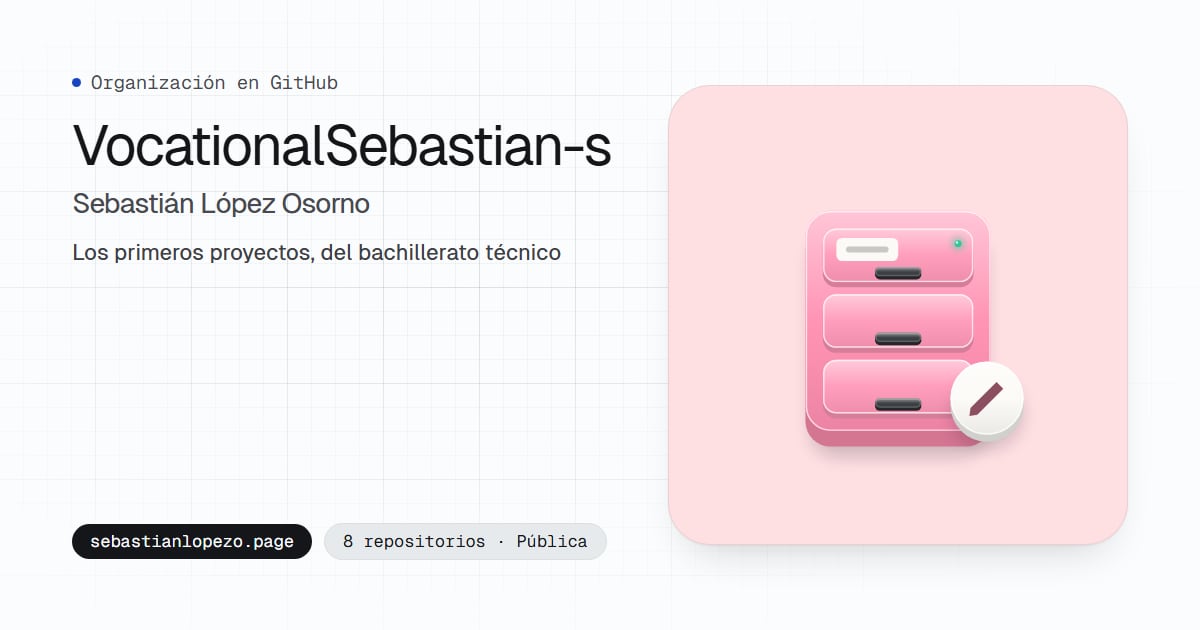 Organización en GitHub
VocationalSebastian-s
Sebastián López Osorno
Los primeros proyectos, del bachillerato técnico
sebastianlopezo.page
8 repositorios · Pública